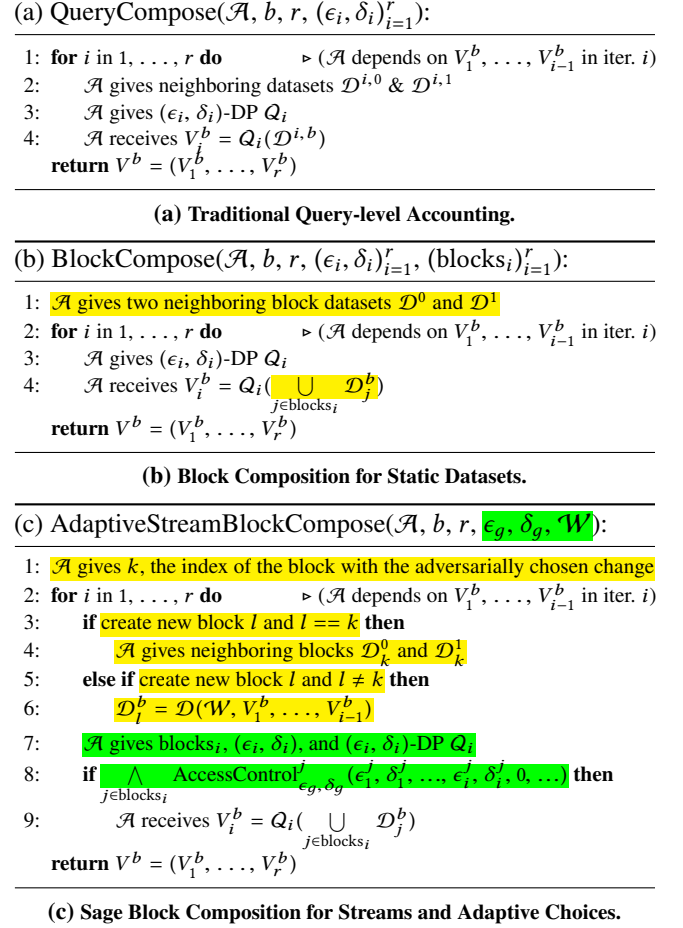 (a) QueryCompose(𝒜, b, r, (ϵ_i, δ_i)_{i=1}^r):
1: for i in 1, . . . , r do ▹ (𝒜 depends on V_1^b, . . . , V_{i−1}^b in iter. i)
2: 𝒜 gives neighboring datasets 𝒟^{i,0} & 𝒟^{i,1}
3: 𝒜 gives (ϵ_i, δ_i)-DP 𝒬_i
4: 𝒜 receives V_i^b = 𝒬_i(𝒟^{i,b})
return V^b = (V_1^b, . . . , V_r^b)
(a) Traditional Query-level Accounting.
(b) BlockCompose(𝒜, b, r, (ϵ_i, δ_i)_{i=1}^r, (blocks_i)_{i=1}^r):
1: 𝒜 gives two neighboring block datasets 𝒟^0 and 𝒟^1
2: for i in 1, . . . , r do ▹ (𝒜 depends on V_1^b, . . . , V_{i−1}^b in iter. i)
3: 𝒜 gives (ϵ_i, δ_i)-DP 𝒬_i
4: 𝒜 receives V_i^b = 𝒬_i(⋃_{j∈blocks_i} 𝒟_j^b)
return V^b = (V_1^b, . . . , V_r^b)
(b) Block Composition for Static Datasets.
(c) AdaptiveStreamBlockCompose(𝒜, b, r, ϵ_g, δ_g, 𝒲):
1: 𝒜 gives k, the index of the block with the adversarially chosen change
2: for i in 1, . . . , r do ▹ (𝒜 depends on V_1^b, . . . , V_{i−1}^b in iter. i)
3: if create new block l and l == k then
4: 𝒜 gives neighboring blocks 𝒟_k^0 and 𝒟_k^1
5: else if create new block l and l ≠ k then
6: 𝒟_l^b = 𝒟(𝒲, V_1^b, . . . , V_{i−1}^b)
7: 𝒜 gives blocks_i, (ϵ_i, δ_i), and (ϵ_i, δ_i)-DP 𝒬_i
8: if ⋀_{j∈blocks_i} AccessControl_{ϵ_g, δ_g}^j (ϵ_1^j, δ_1^j, ..., ϵ_i^j, δ_i^j, 0, ...) then
9: 𝒜 receives V_i^b = 𝒬_i(⋃_{j∈blocks_i} 𝒟_j^b)
return V^b = (V_1^b, . . . , V_r^b)
(c) Sage Block Composition for Streams and Adaptive Choices.